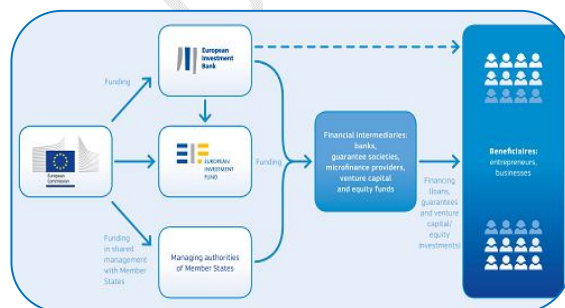 European
Investment
Bank
Funding
European
Commission
EIF
EUROPEAN
INVESTMENT
FUND
Funding
Financial intermediaries:
banks,
guarantee societies,
microfinance providers,
venture capital
and equity funds
Beneficiaires:
entrepreneurs,
businesses
Financing
(loans,
guarantees
and venture
capital/
equity
investments)
Funding
in shared
management
with Member
States
Managing authorities
of Member States